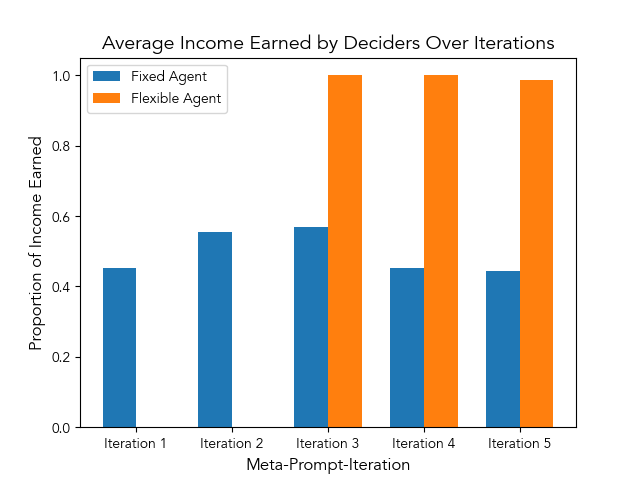 Average Income Earned by Deciders Over Iterations
Fixed Agent
Flexible Agent
Proportion of Income Earned
1.0
0.8
0.6
0.4
0.2
0.0
Iteration 1
Iteration 2
Iteration 3
Iteration 4
Iteration 5
Meta-Prompt-Iteration